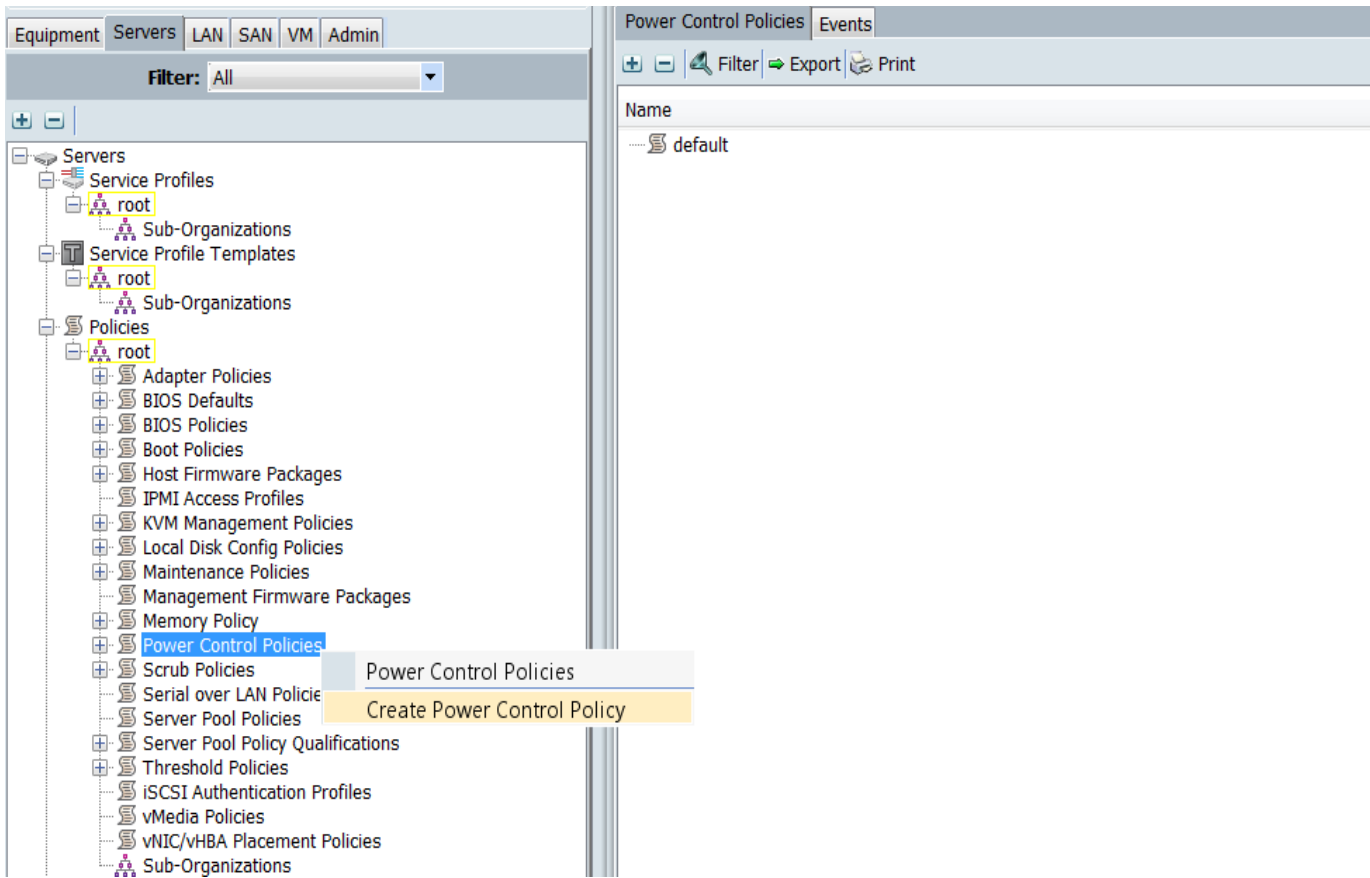 Equipment Servers LAN SAN VM Admin
Filter: All
Servers
Service Profiles
root
Sub-Organizations
Service Profile Templates
root
Sub-Organizations
Policies
root
Adapter Policies
BIOS Defaults
BIOS Policies
Boot Policies
Host Firmware Packages
IPMI Access Profiles
KVM Management Policies
Local Disk Config Policies
Maintenance Policies
Management Firmware Packages
Memory Policy
Power Control Policies
Scrub Policies
Serial over LAN Policie
Server Pool Policies
Server Pool Policy Qualifications
Threshold Policies
iSCSI Authentication Profiles
vMedia Policies
vNIC/vHBA Placement Policies
Sub-Organizations
Power Control Policies
Create Power Control Policy
Power Control Policies Events
Filter Export Print
Name
default